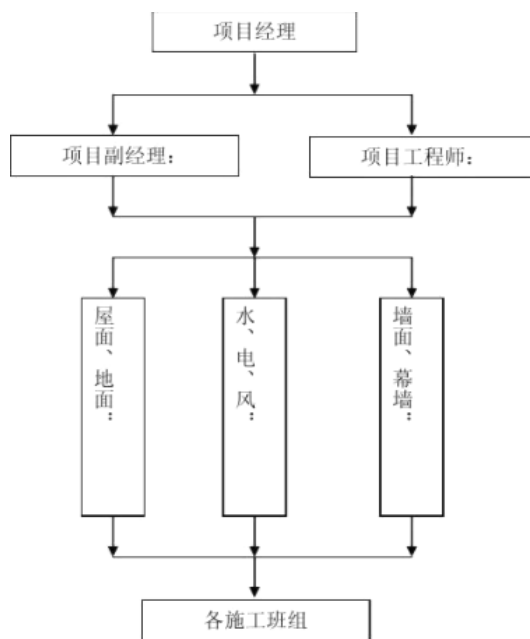 项目经理
项目副经理：
项目工程师：
屋面、地面：
水、电、风：
墙面、幕墙：
各施工班组